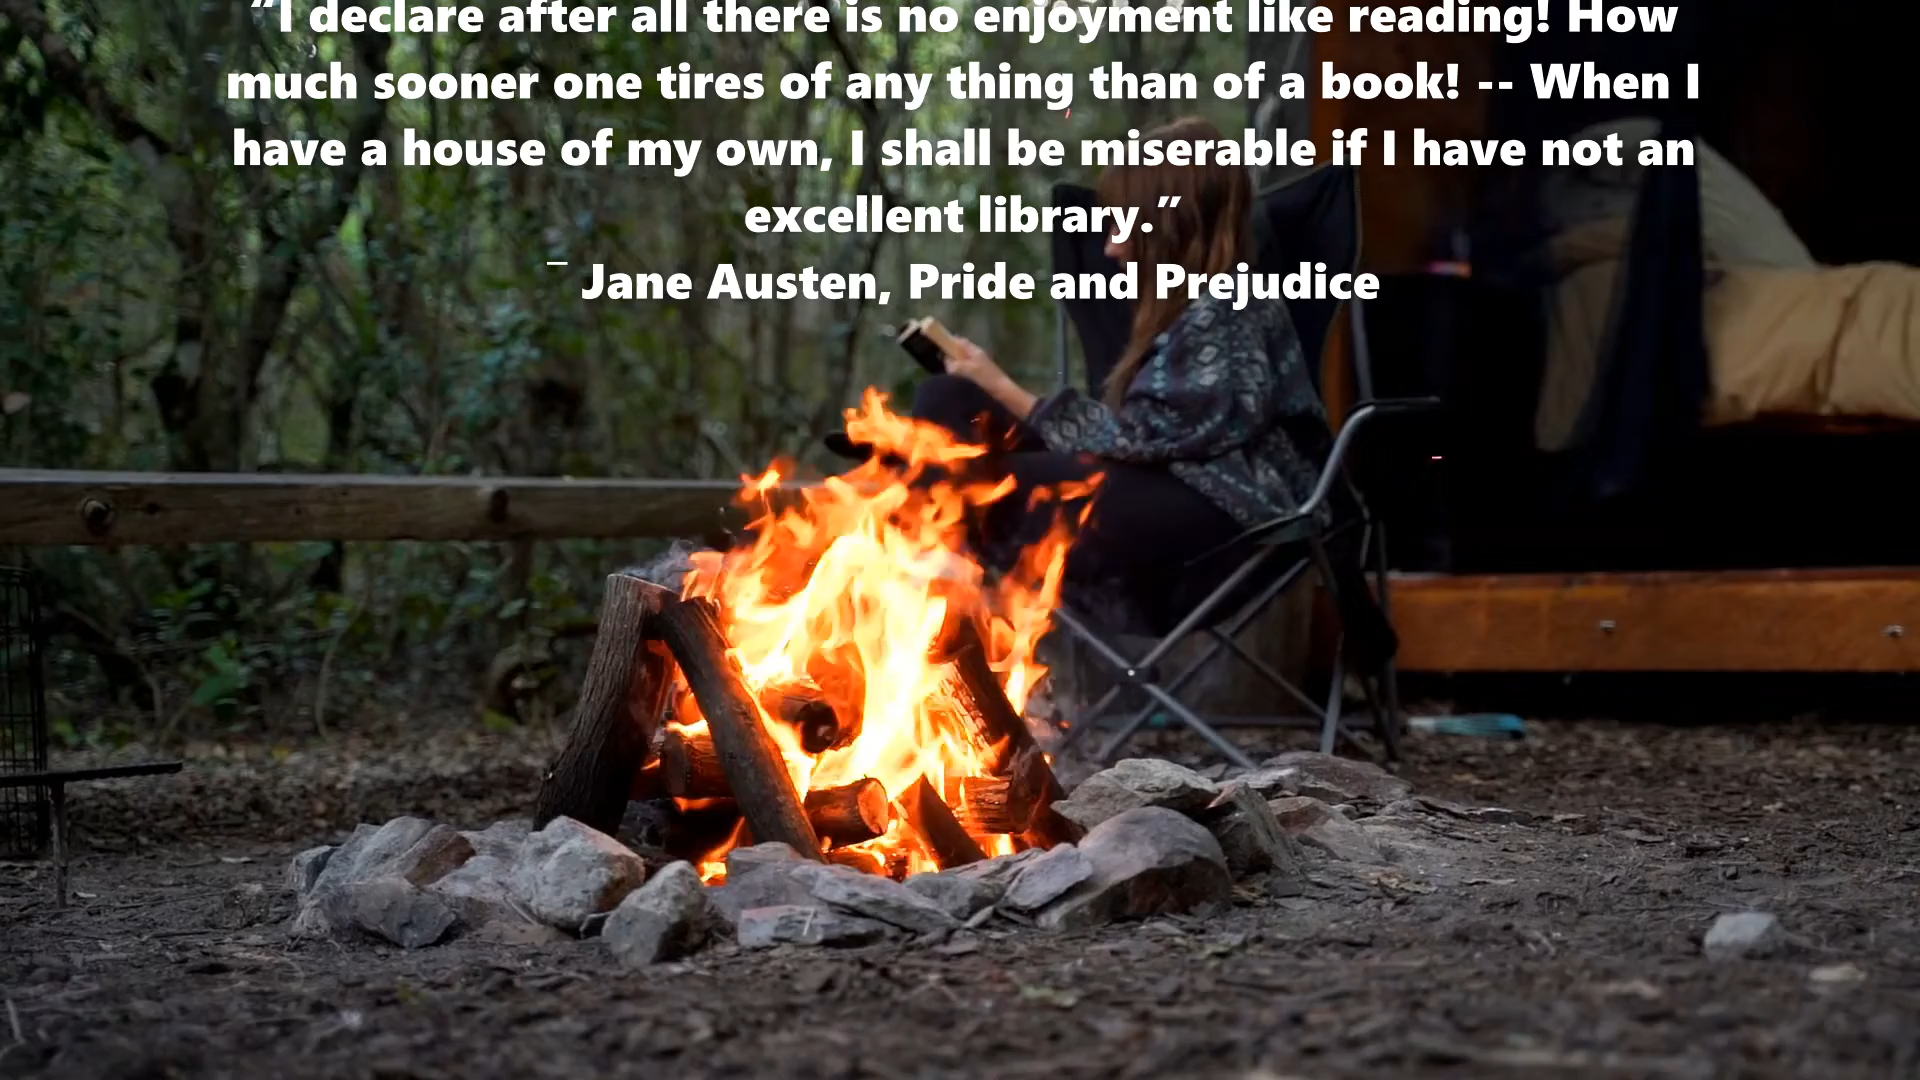 “I declare after all there is no enjoyment like reading! How
much sooner one tires of any thing than of a book! -- When I
have a house of my own, I shall be miserable if I have not an
excellent library.”
― Jane Austen, Pride and Prejudice